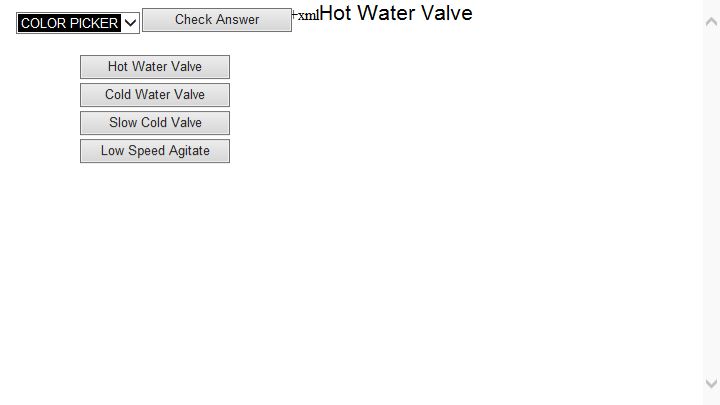 COLOR PICKER Check Answer +xmlHot Water Valve
Hot Water Valve
Cold Water Valve
Slow Cold Valve
Low Speed Agitate